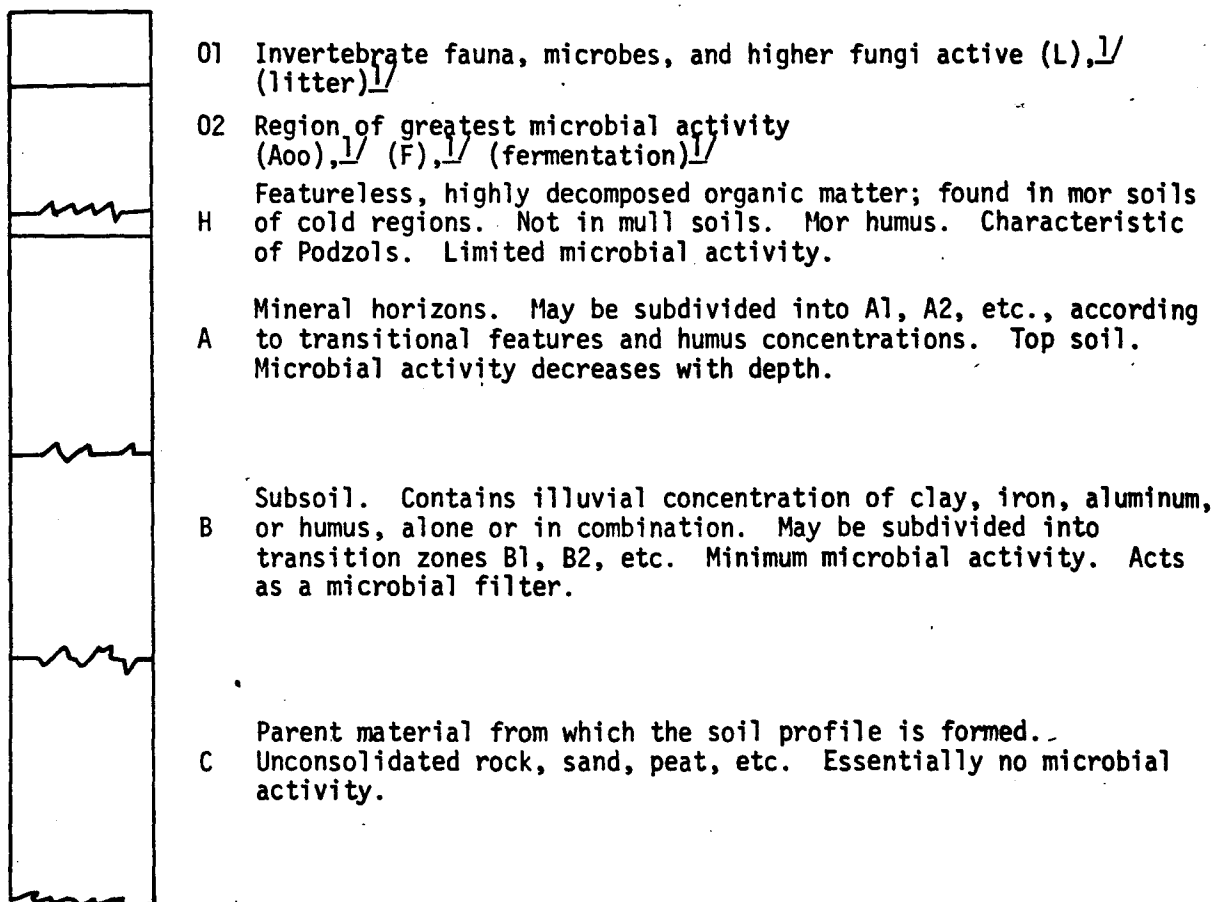 01 Invertebrate fauna, microbes, and higher fungi active (L),1/
(litter)1/
02 Region of greatest microbial activity
(Aoo),1/ (F),1/ (fermentation)1/
Featureless, highly decomposed organic matter; found in mor soils
H of cold regions. Not in mull soils. Mor humus. Characteristic
of Podzols. Limited microbial activity.
Mineral horizons. May be subdivided into A1, A2, etc., according
A to transitional features and humus concentrations. Top soil.
Microbial activity decreases with depth.
Subsoil. Contains illuvial concentration of clay, iron, aluminum,
B or humus, alone or in combination. May be subdivided into
transition zones B1, B2, etc. Minimum microbial activity. Acts
as a microbial filter.
Parent material from which the soil profile is formed.
C Unconsolidated rock, sand, peat, etc. Essentially no microbial
activity.